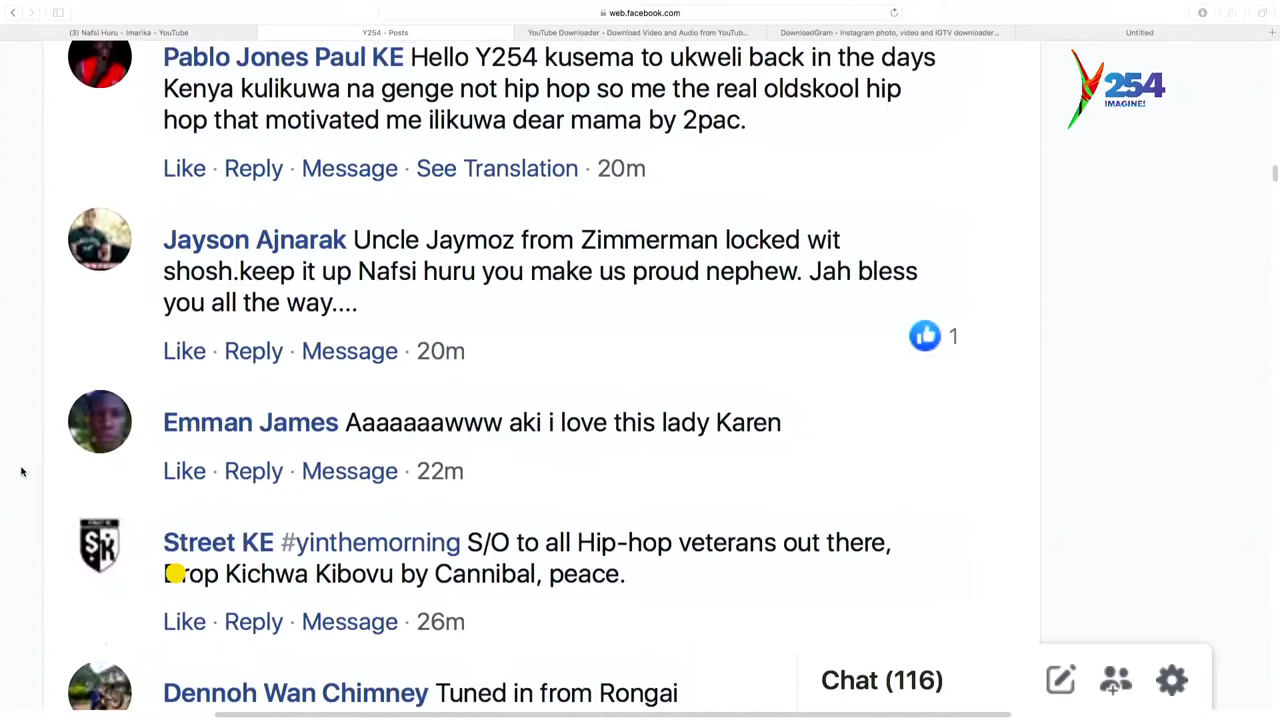 web.facebook.com
(3) Nafsi Huru - Imarika - YouTube
Y254 - Posts
YouTube Downloader - Download Video and Audio from YouTub...
DownloadGram - Instagram photo, video and IGTV downloader...
Untitled
Pablo Jones Paul KE Hello Y254 kusema to ukweli back in the days
Kenya kulikuwa na genge not hip hop so me the real oldskool hip
hop that motivated me ilikuwa dear mama by 2pac.
Like · Reply · Message · See Translation · 20m
Y254
IMAGINE!
Jayson Ajnarak Uncle Jaymoz from Zimmerman locked wit
shosh.keep it up Nafsi huru you make us proud nephew. Jah bless
you all the way....
1
Like · Reply · Message · 20m
Emman James Aaaaaaawww aki i love this lady Karen
Like · Reply · Message · 22m
SK
Street KE #yinthemorning S/O to all Hip-hop veterans out there,
Drop Kichwa Kibovu by Cannibal, peace.
Like · Reply · Message · 26m
Dennoh Wan Chimney Tuned in from Rongai
Chat (116)